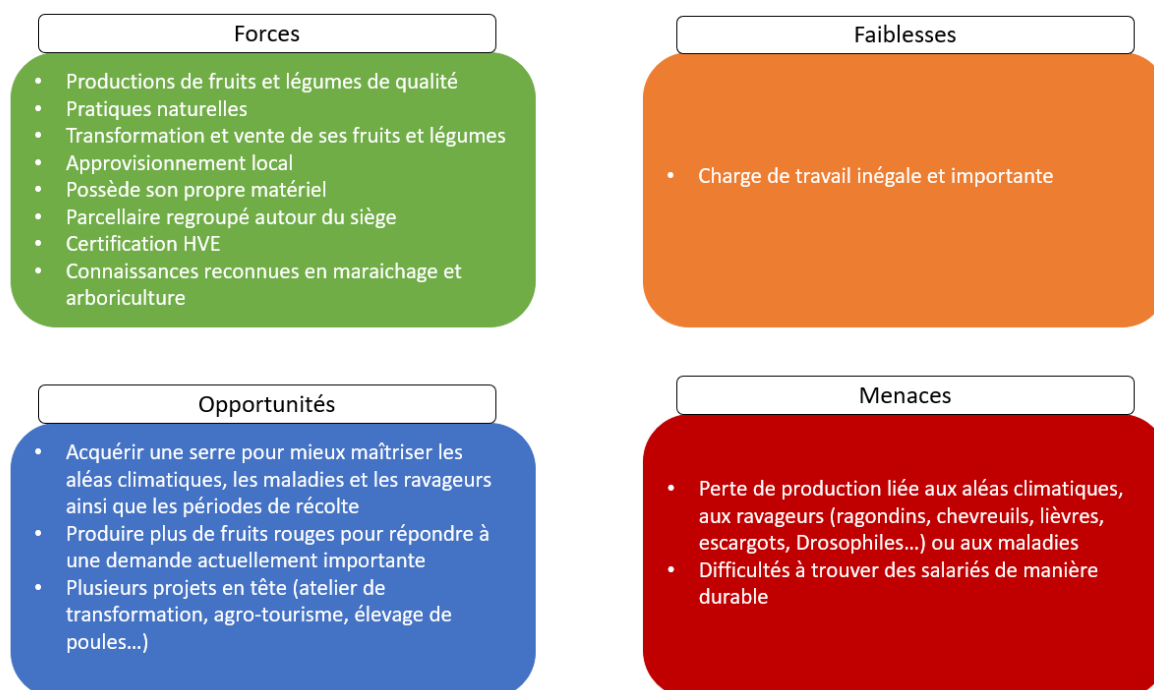 Forces
• Productions de fruits et légumes de qualité
• Pratiques naturelles
• Transformation et vente de ses fruits et légumes
• Approvisionnement local
• Possède son propre matériel
• Parcellaire regroupé autour du siège
• Certification HVE
• Connaissances reconnues en maraichage et
arboriculture
Faiblesses
• Charge de travail inégale et importante
Opportunités
• Acquérir une serre pour mieux maîtriser les
aléas climatiques, les maladies et les ravageurs
ainsi que les périodes de récolte
• Produire plus de fruits rouges pour répondre à
une demande actuellement importante
• Plusieurs projets en tête (atelier de
transformation, agro-tourisme, élevage de
poules…)
Menaces
• Perte de production liée aux aléas climatiques,
aux ravageurs (ragondins, chevreuils, lièvres,
escargots, Drosophiles…) ou aux maladies
• Difficultés à trouver des salariés de manière
durable